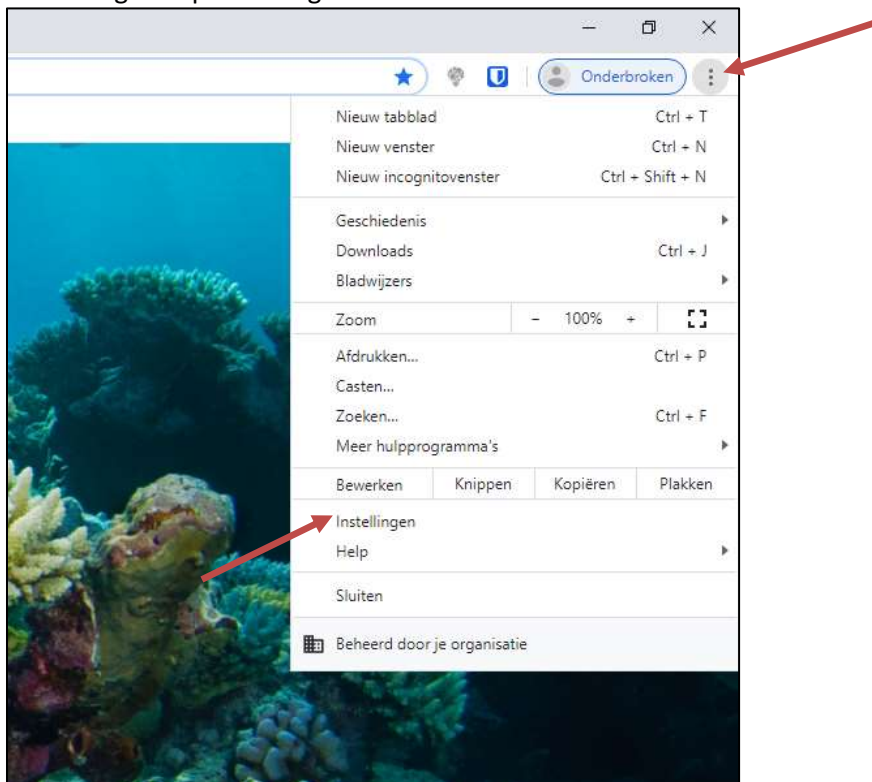 Onderbroken
Nieuw tabblad Ctrl + T
Nieuw venster Ctrl + N
Nieuw incognitovenster Ctrl + Shift + N
Geschiedenis
Downloads Ctrl + J
Bladwijzers
Zoom - 100% +
Afdrukken... Ctrl + P
Casten...
Zoeken... Ctrl + F
Meer hulpprogramma's
Bewerken Knippen Kopiëren Plakken
Instellingen
Help
Sluiten
Beheerd door je organisatie